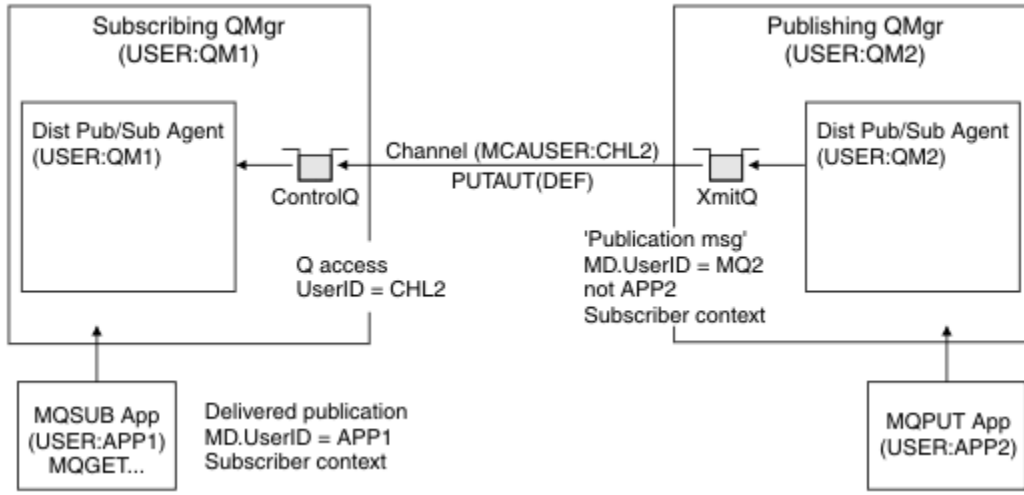 Subscribing QMgr
(USER:QM1)
Publishing QMgr
(USER:QM2)
Dist Pub/Sub Agent
(USER:QM1)
Channel (MCAUSER:CHL2)
PUTAUT(DEF)
Dist Pub/Sub Agent
(USER:QM2)
ControlQ
XmitQ
Q access
UserID = CHL2
'Publication msg'
MD.UserID = MQ2
not APP2
Subscriber context
MQSUB App
(USER:APP1)
MQGET...
Delivered publication
MD.UserID = APP1
Subscriber context
MQPUT App
(USER:APP2)